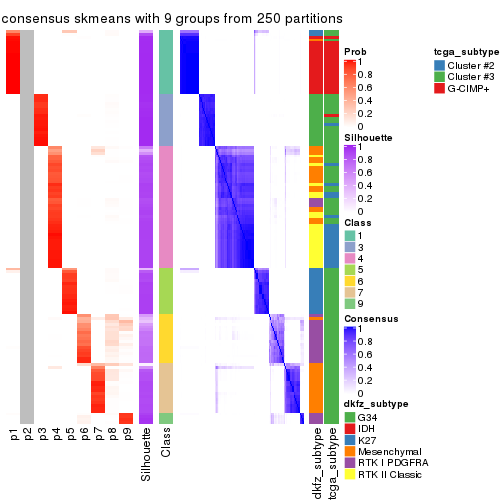 consensus skmeans with 9 groups from 250 partitions
Prob
1
0.8
0.6
0.4
0.2
0
Silhouette
1
0.8
0.6
0.4
0.2
0
Class
1
3
4
5
6
7
9
Consensus
1
0.8
0.6
0.4
0.2
0
dkfz_subtype
G34
IDH
K27
Mesenchymal
RTK I PDGFRA
RTK II Classic
tcga_subtype
Cluster #2
Cluster #3
G-CIMP+
p1
p2
p3
p4
p5
p6
p7
p8
p9
Silhouette
Class
dkfz_subtype
tcga_subtype